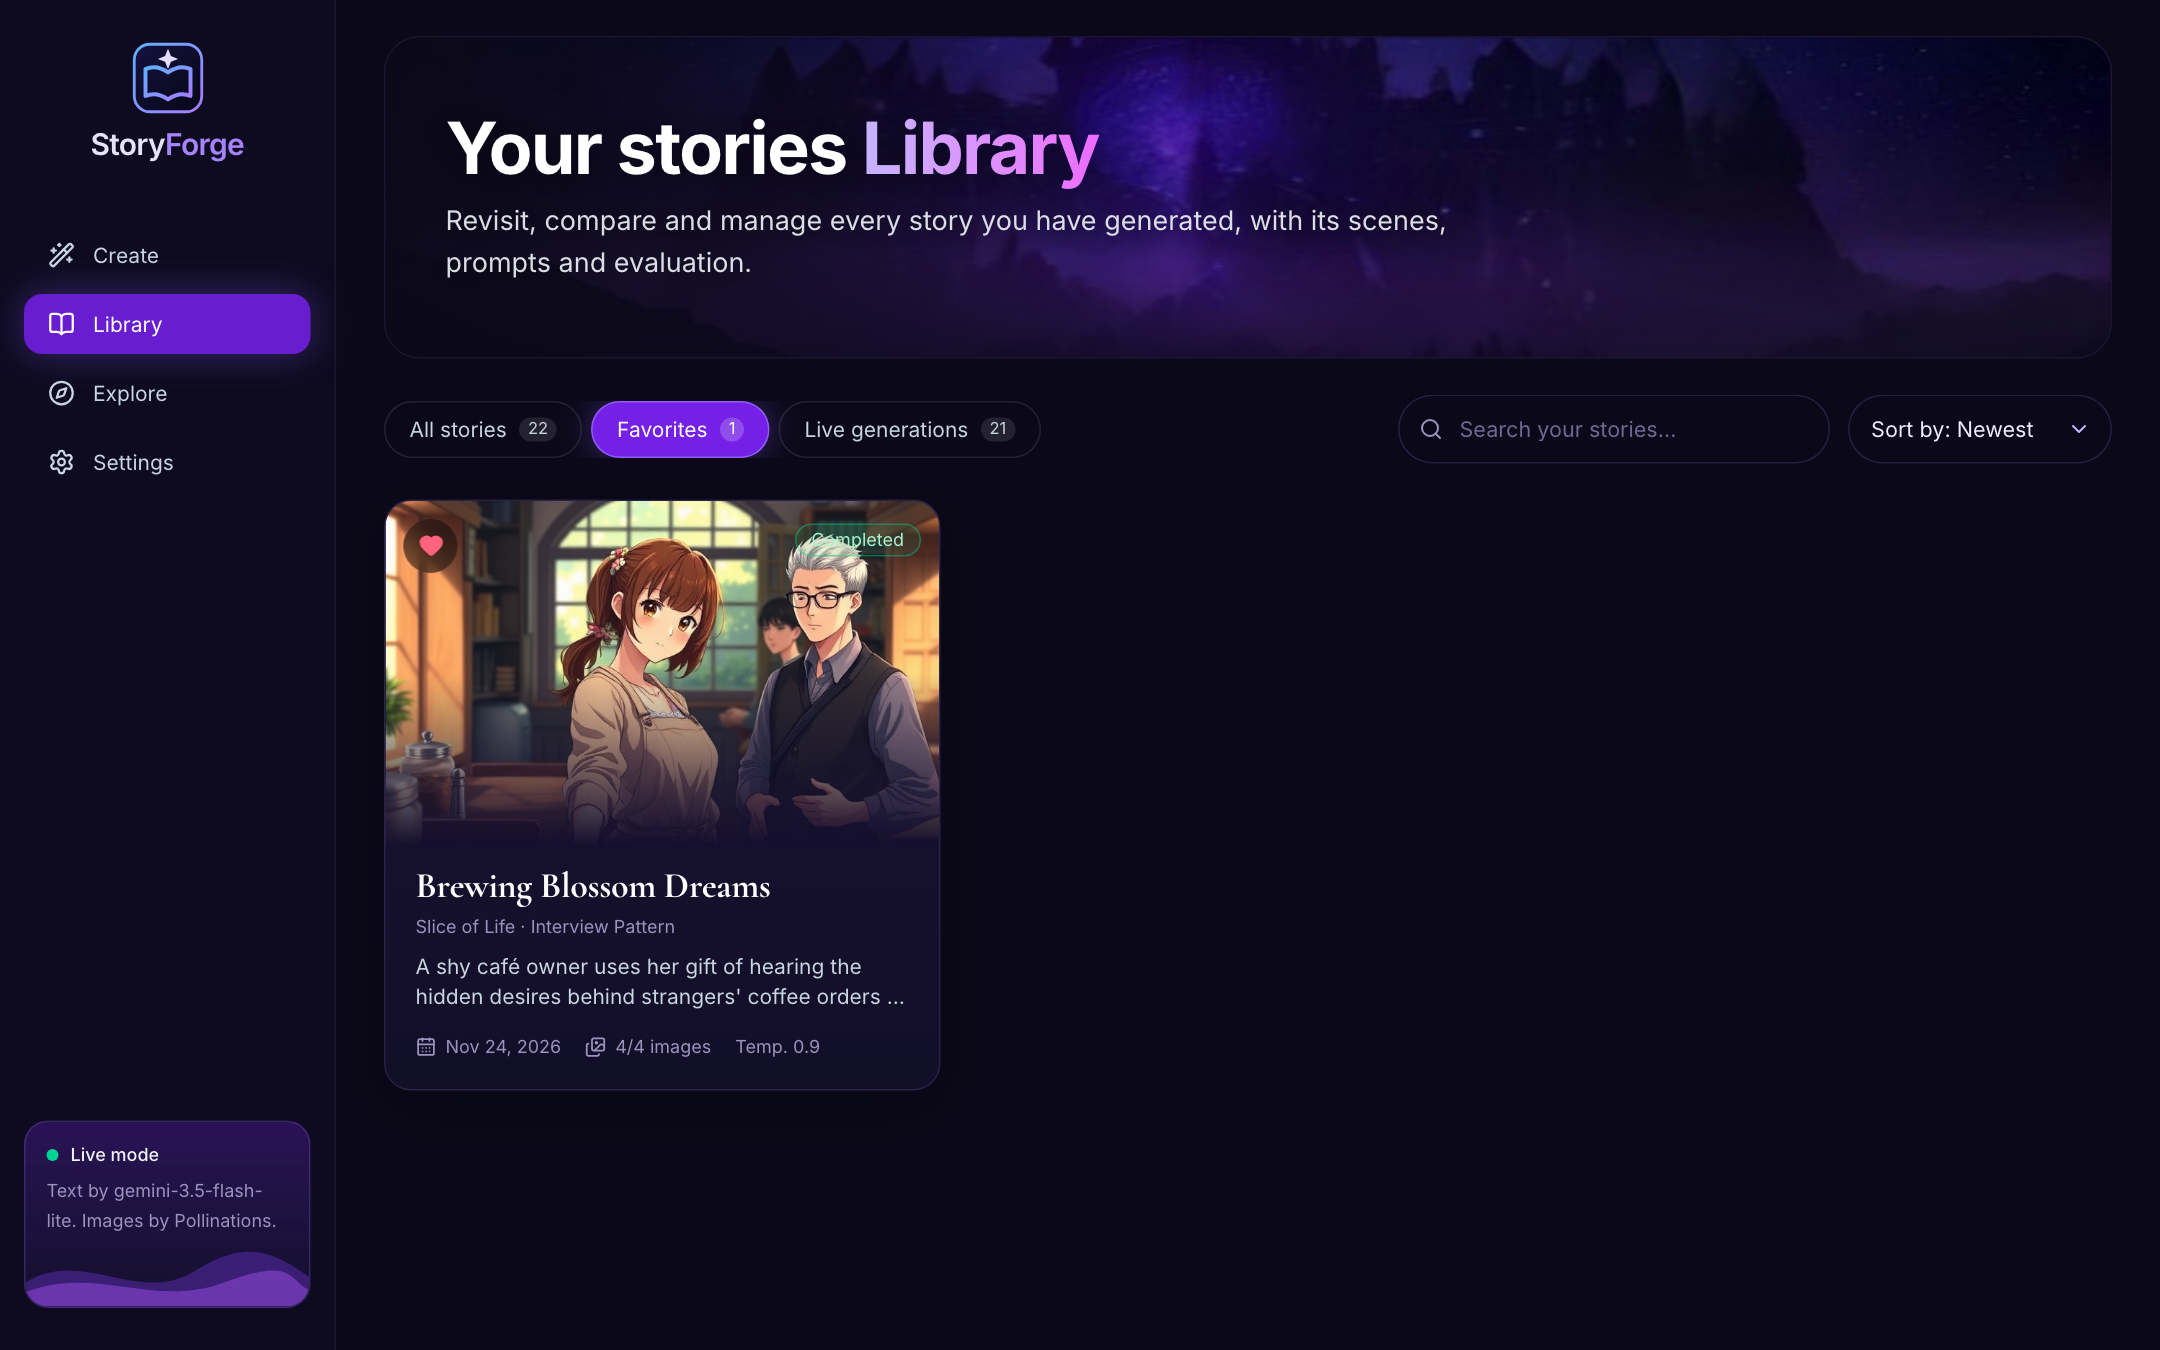 StoryForge
Create
Library
Explore
Settings
Live mode
Text by gemini-3.5-flash-
lite. Images by Pollinations.
Your stories Library
Revisit, compare and manage every story you have generated, with its scenes,
prompts and evaluation.
All stories 22
Favorites 1
Live generations 21
Search your stories...
Sort by: Newest
Completed
Brewing Blossom Dreams
Slice of Life · Interview Pattern
A shy café owner uses her gift of hearing the
hidden desires behind strangers' coffee orders ...
Nov 24, 2026 4/4 images Temp. 0.9